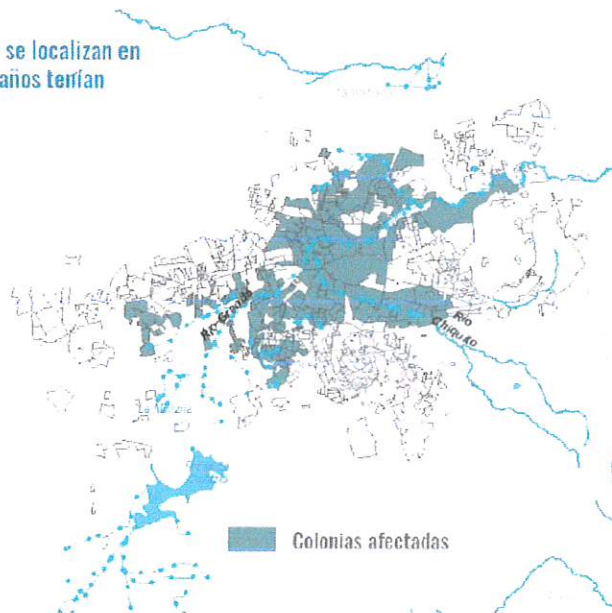 se localizan en
años tenían
Río Grande
Río
Chiquito
Colonias afectadas